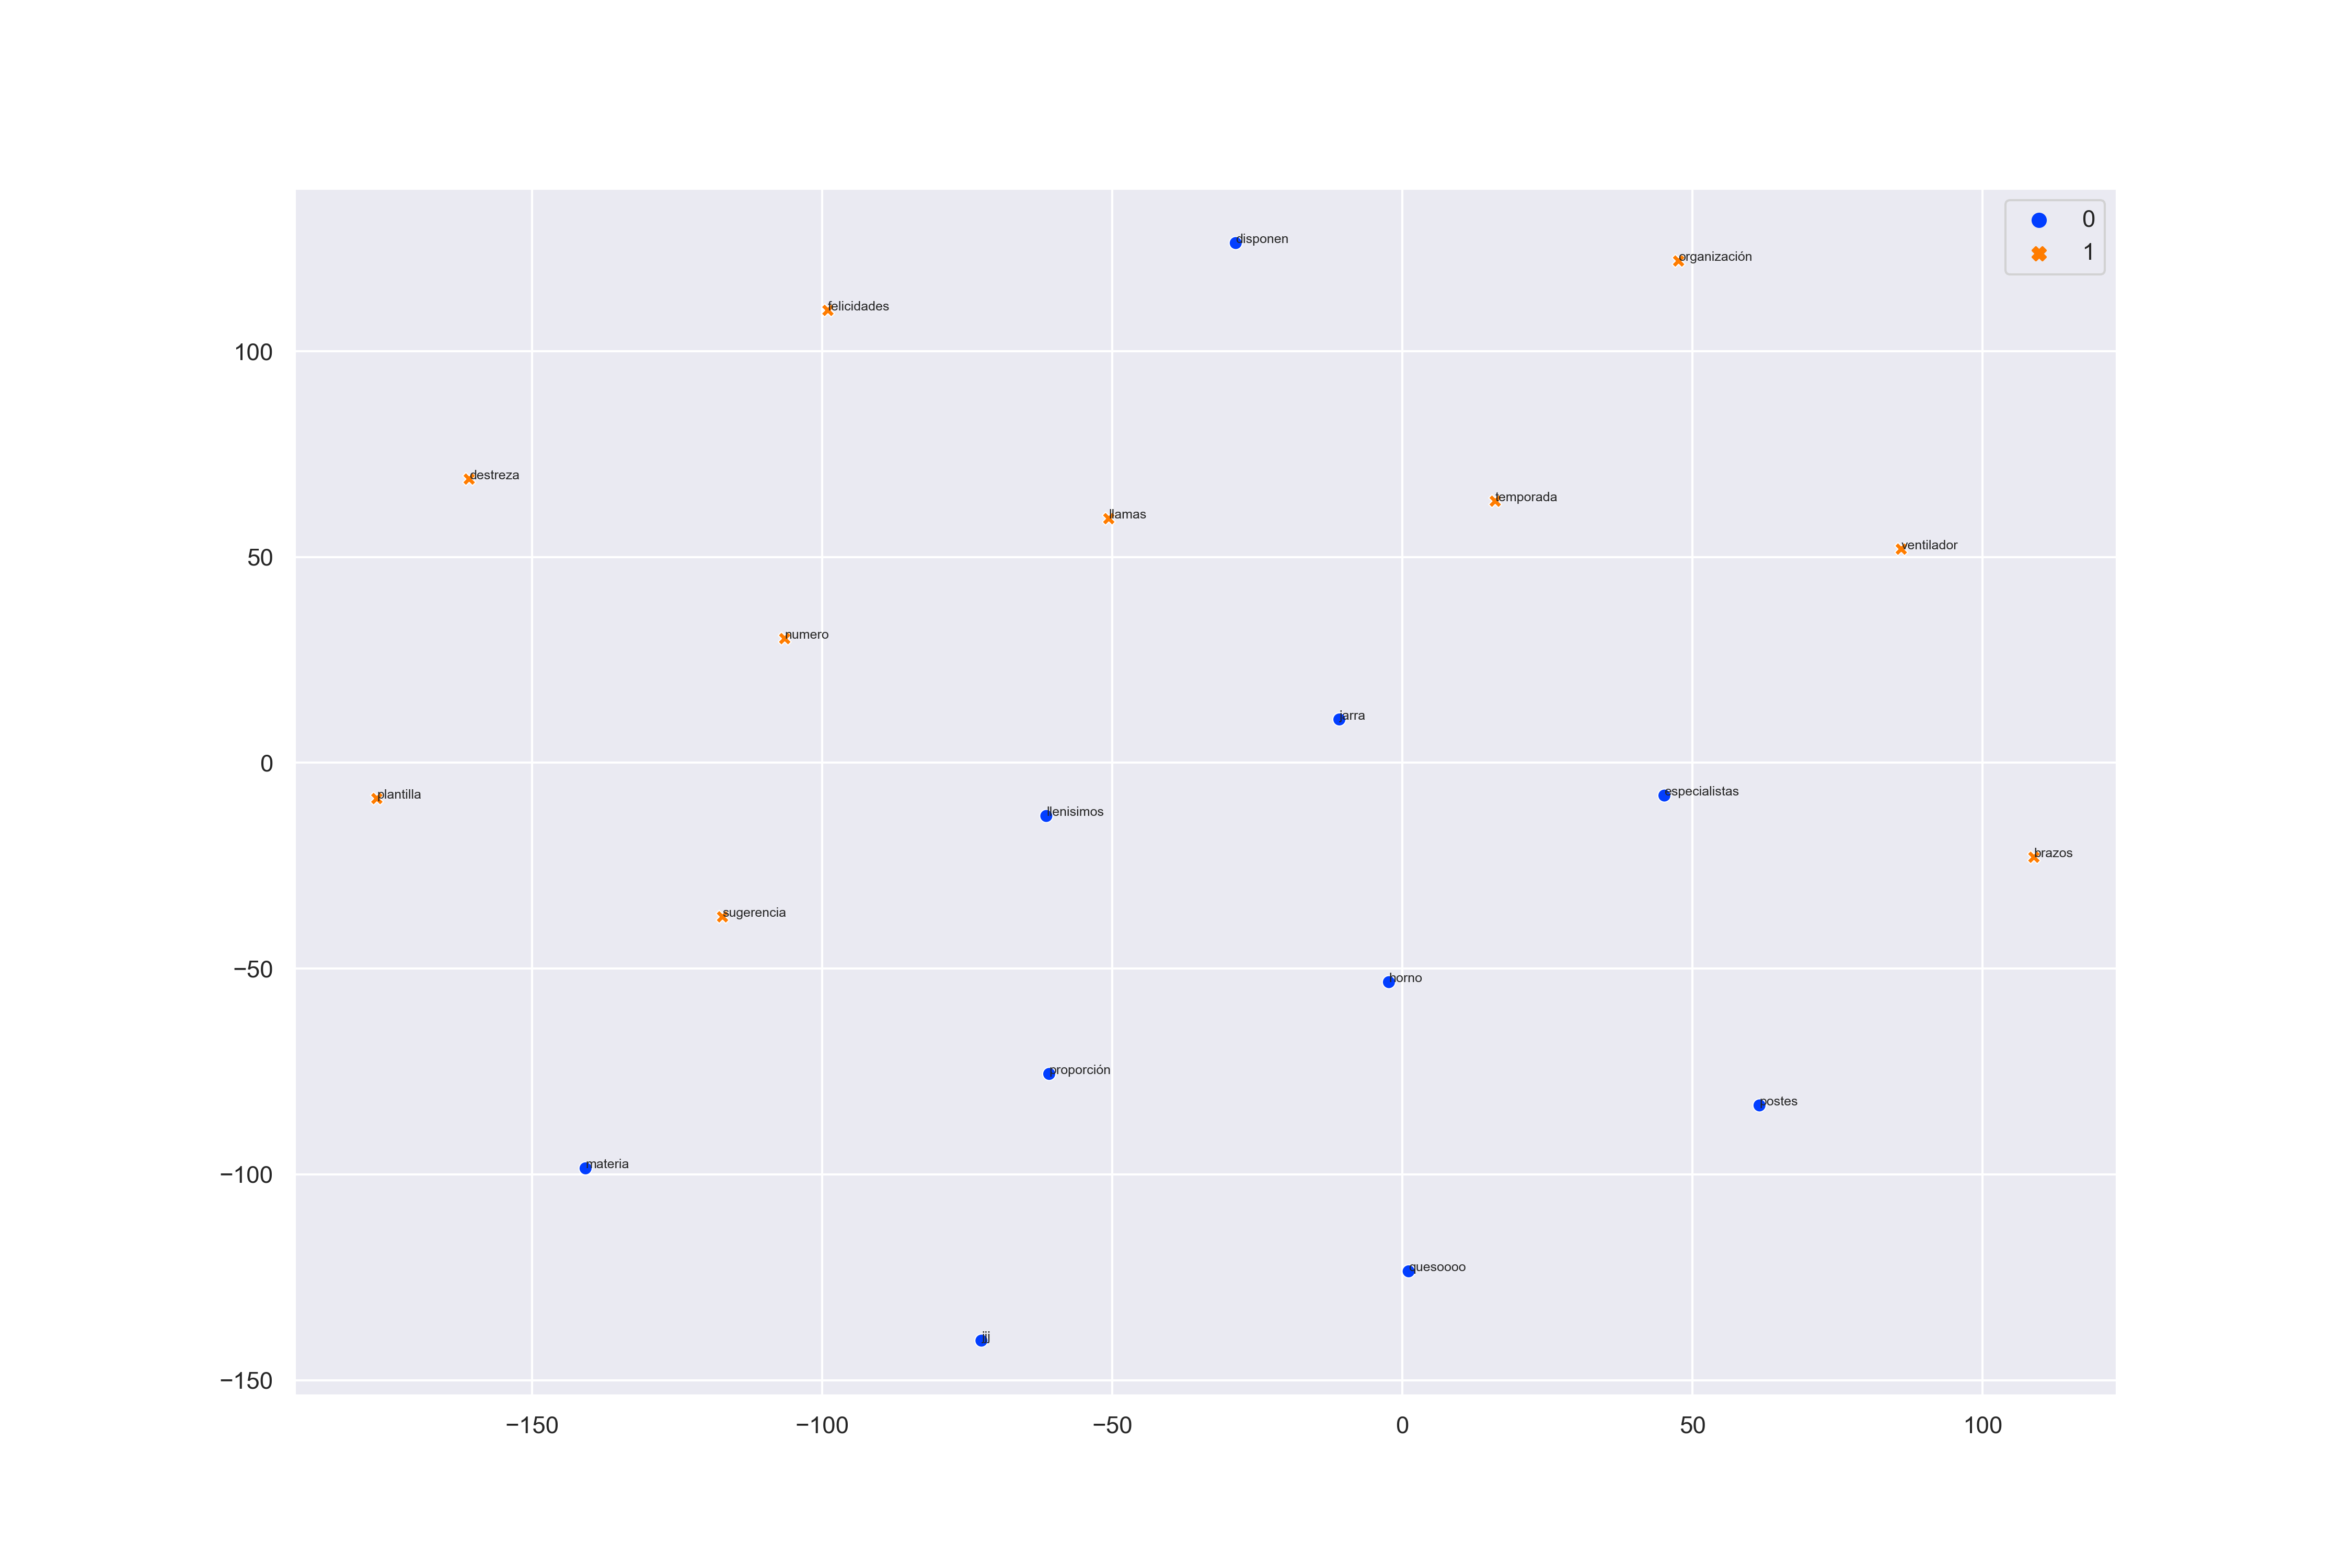 0
1
disponen
organización
felicidades
100
destreza
temporada
llamas
ventilador
50
numero
jarra
0
especialistas
plantilla
llenisimos
brazos
sugerencia
−50
horno
proporción
postes
materia
−100
quesoooo
jjj
−150
−150
−100
−50
0
50
100